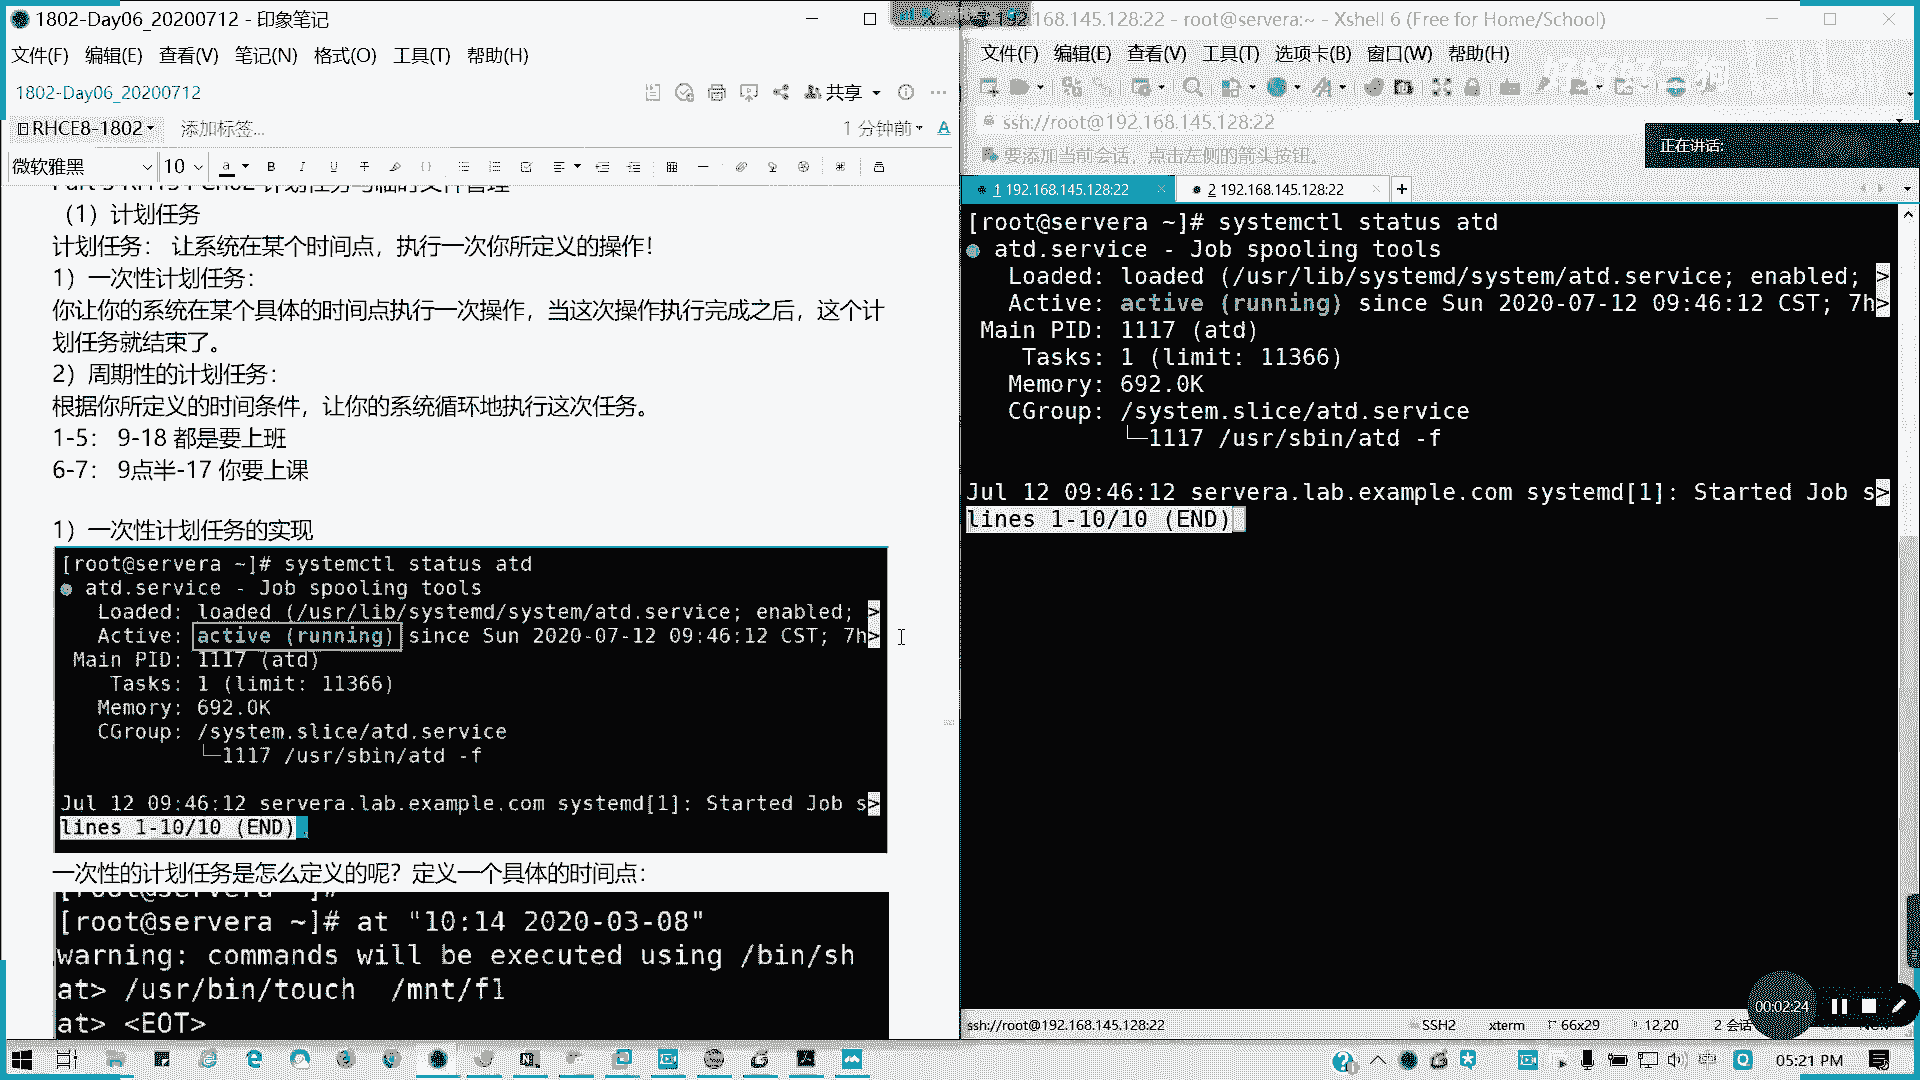 1802-Day06_20200712 - 印象笔记
文件(F) 编辑(E) 查看(V) 笔记(N) 格式(O) 工具(T) 帮助(H)
1802-Day06_20200712
共享
RHCE8-1802 添加标签...
1 分钟前
微软雅黑 10
（1）计划任务
计划任务： 让系统在某个时间点，执行一次你所定义的操作！
1）一次性计划任务：
你让你的系统在某个具体的时间点执行一次操作，当这次操作执行完成之后，这个计
划任务就结束了。
2）周期性的计划任务：
根据你所定义的时间条件，让你的系统循环地执行这次任务。
1-5： 9-18 都是要上班
6-7： 9点半-17 你要上课
1）一次性计划任务的实现
[root@servera ~]# systemctl status atd
● atd.service - Job spooling tools
Loaded: loaded (/usr/lib/systemd/system/atd.service; enabled; >
Active: active (running) since Sun 2020-07-12 09:46:12 CST; 7h>
Main PID: 1117 (atd)
Tasks: 1 (limit: 11366)
Memory: 692.0K
CGroup: /system.slice/atd.service
└─1117 /usr/sbin/atd -f
Jul 12 09:46:12 servera.lab.example.com systemd[1]: Started Job s>
lines 1-10/10 (END)
一次性的计划任务是怎么定义的呢？定义一个具体的时间点：
[root@servera ~]# at "10:14 2020-03-08"
warning: commands will be executed using /bin/sh
at> /usr/bin/touch /mnt/f1
at> <EOT>
192.168.145.128:22 - root@servera:~ - Xshell 6 (Free for Home/School)
文件(F) 编辑(E) 查看(V) 工具(T) 选项卡(B) 窗口(W) 帮助(H)
ssh://root@192.168.145.128:22
要添加当前会话，点击左侧的箭头按钮。
正在讲话:
1 192.168.145.128:22
2 192.168.145.128:22
[root@servera ~]# systemctl status atd
● atd.service - Job spooling tools
Loaded: loaded (/usr/lib/systemd/system/atd.service; enabled; >
Active: active (running) since Sun 2020-07-12 09:46:12 CST; 7h>
Main PID: 1117 (atd)
Tasks: 1 (limit: 11366)
Memory: 692.0K
CGroup: /system.slice/atd.service
└─1117 /usr/sbin/atd -f
Jul 12 09:46:12 servera.lab.example.com systemd[1]: Started Job s>
lines 1-10/10 (END)
00:02:24
ssh://root@192.168.145.128:22 SSH2 xterm 66x29 12,20 2 会话
05:21 PM